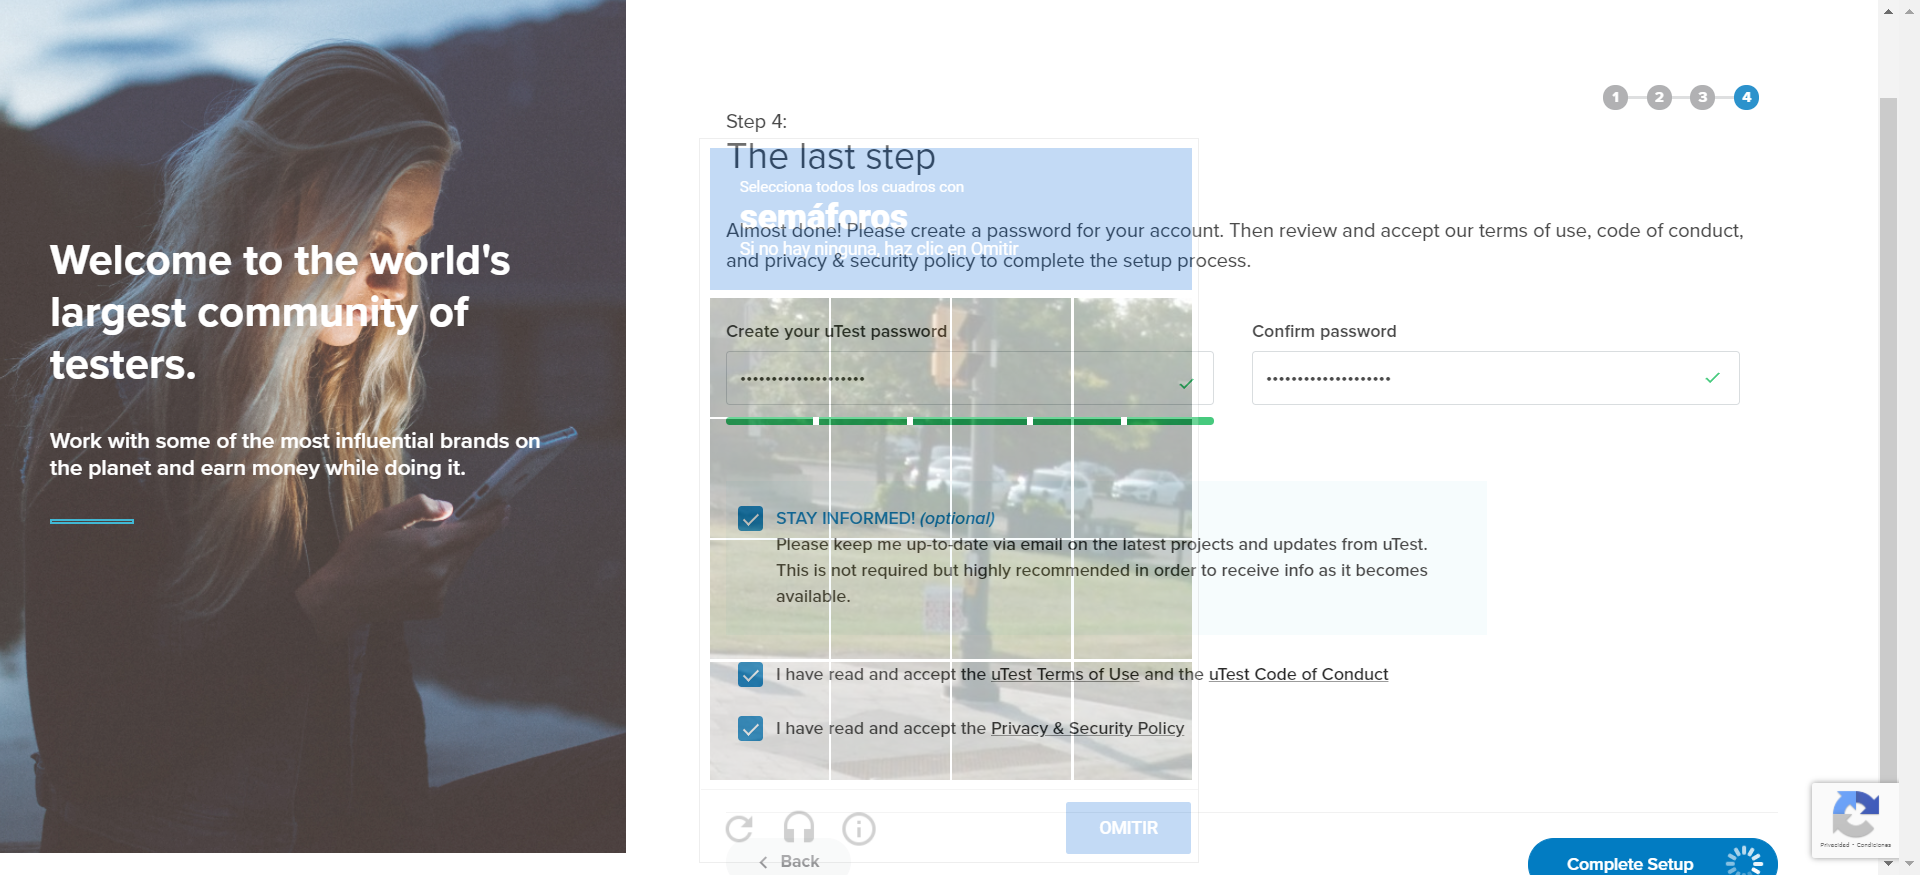 Welcome to the world's
largest community of
testers.
Work with some of the most influential brands on
the planet and earn money while doing it.
1 2 3 4
Step 4:
The last step
Selecciona todos los cuadros con
semáforos
Si no hay ninguna, haz clic en Omitir
Almost done! Please create a password for your account. Then review and accept our terms of use, code of conduct,
and privacy & security policy to complete the setup process.
Create your uTest password
Confirm password
STAY INFORMED! (optional)
Please keep me up-to-date via email on the latest projects and updates from uTest.
This is not required but highly recommended in order to receive info as it becomes
available.
I have read and accept the uTest Terms of Use and the uTest Code of Conduct
I have read and accept the Privacy & Security Policy
OMITIR
Back
Complete Setup
Privacidad - Condiciones